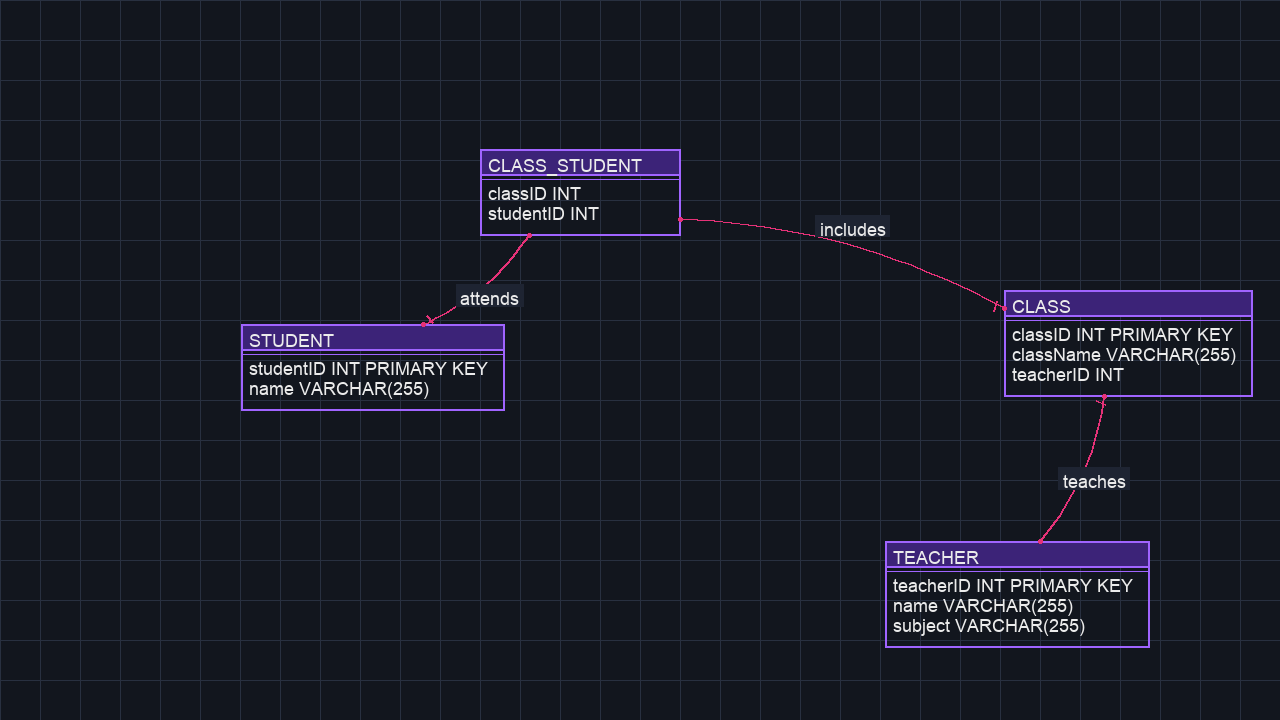 CLASS_STUDENT
classID INT
studentID INT
includes
attends
CLASS
classID INT PRIMARY KEY
className VARCHAR(255)
teacherID INT
STUDENT
studentID INT PRIMARY KEY
name VARCHAR(255)
teaches
TEACHER
teacherID INT PRIMARY KEY
name VARCHAR(255)
subject VARCHAR(255)